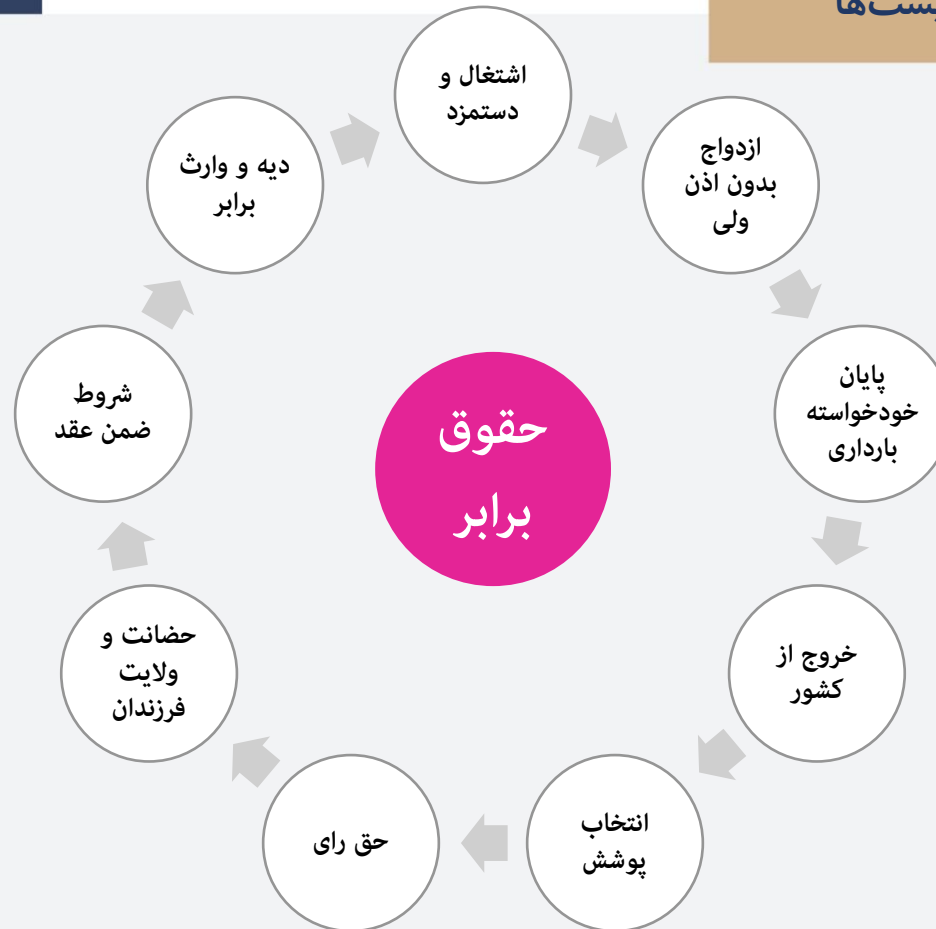 اشتغال و
دستمزد
ازدواج
بدون اذن
ولی
پایان
خودخواسته
بارداری
خروج از
کشور
انتخاب
پوشش
حق رای
حضانت و
ولایت
فرزندان
شروط
ضمن عقد
دیه و وارث
برابر
حقوق
برابر